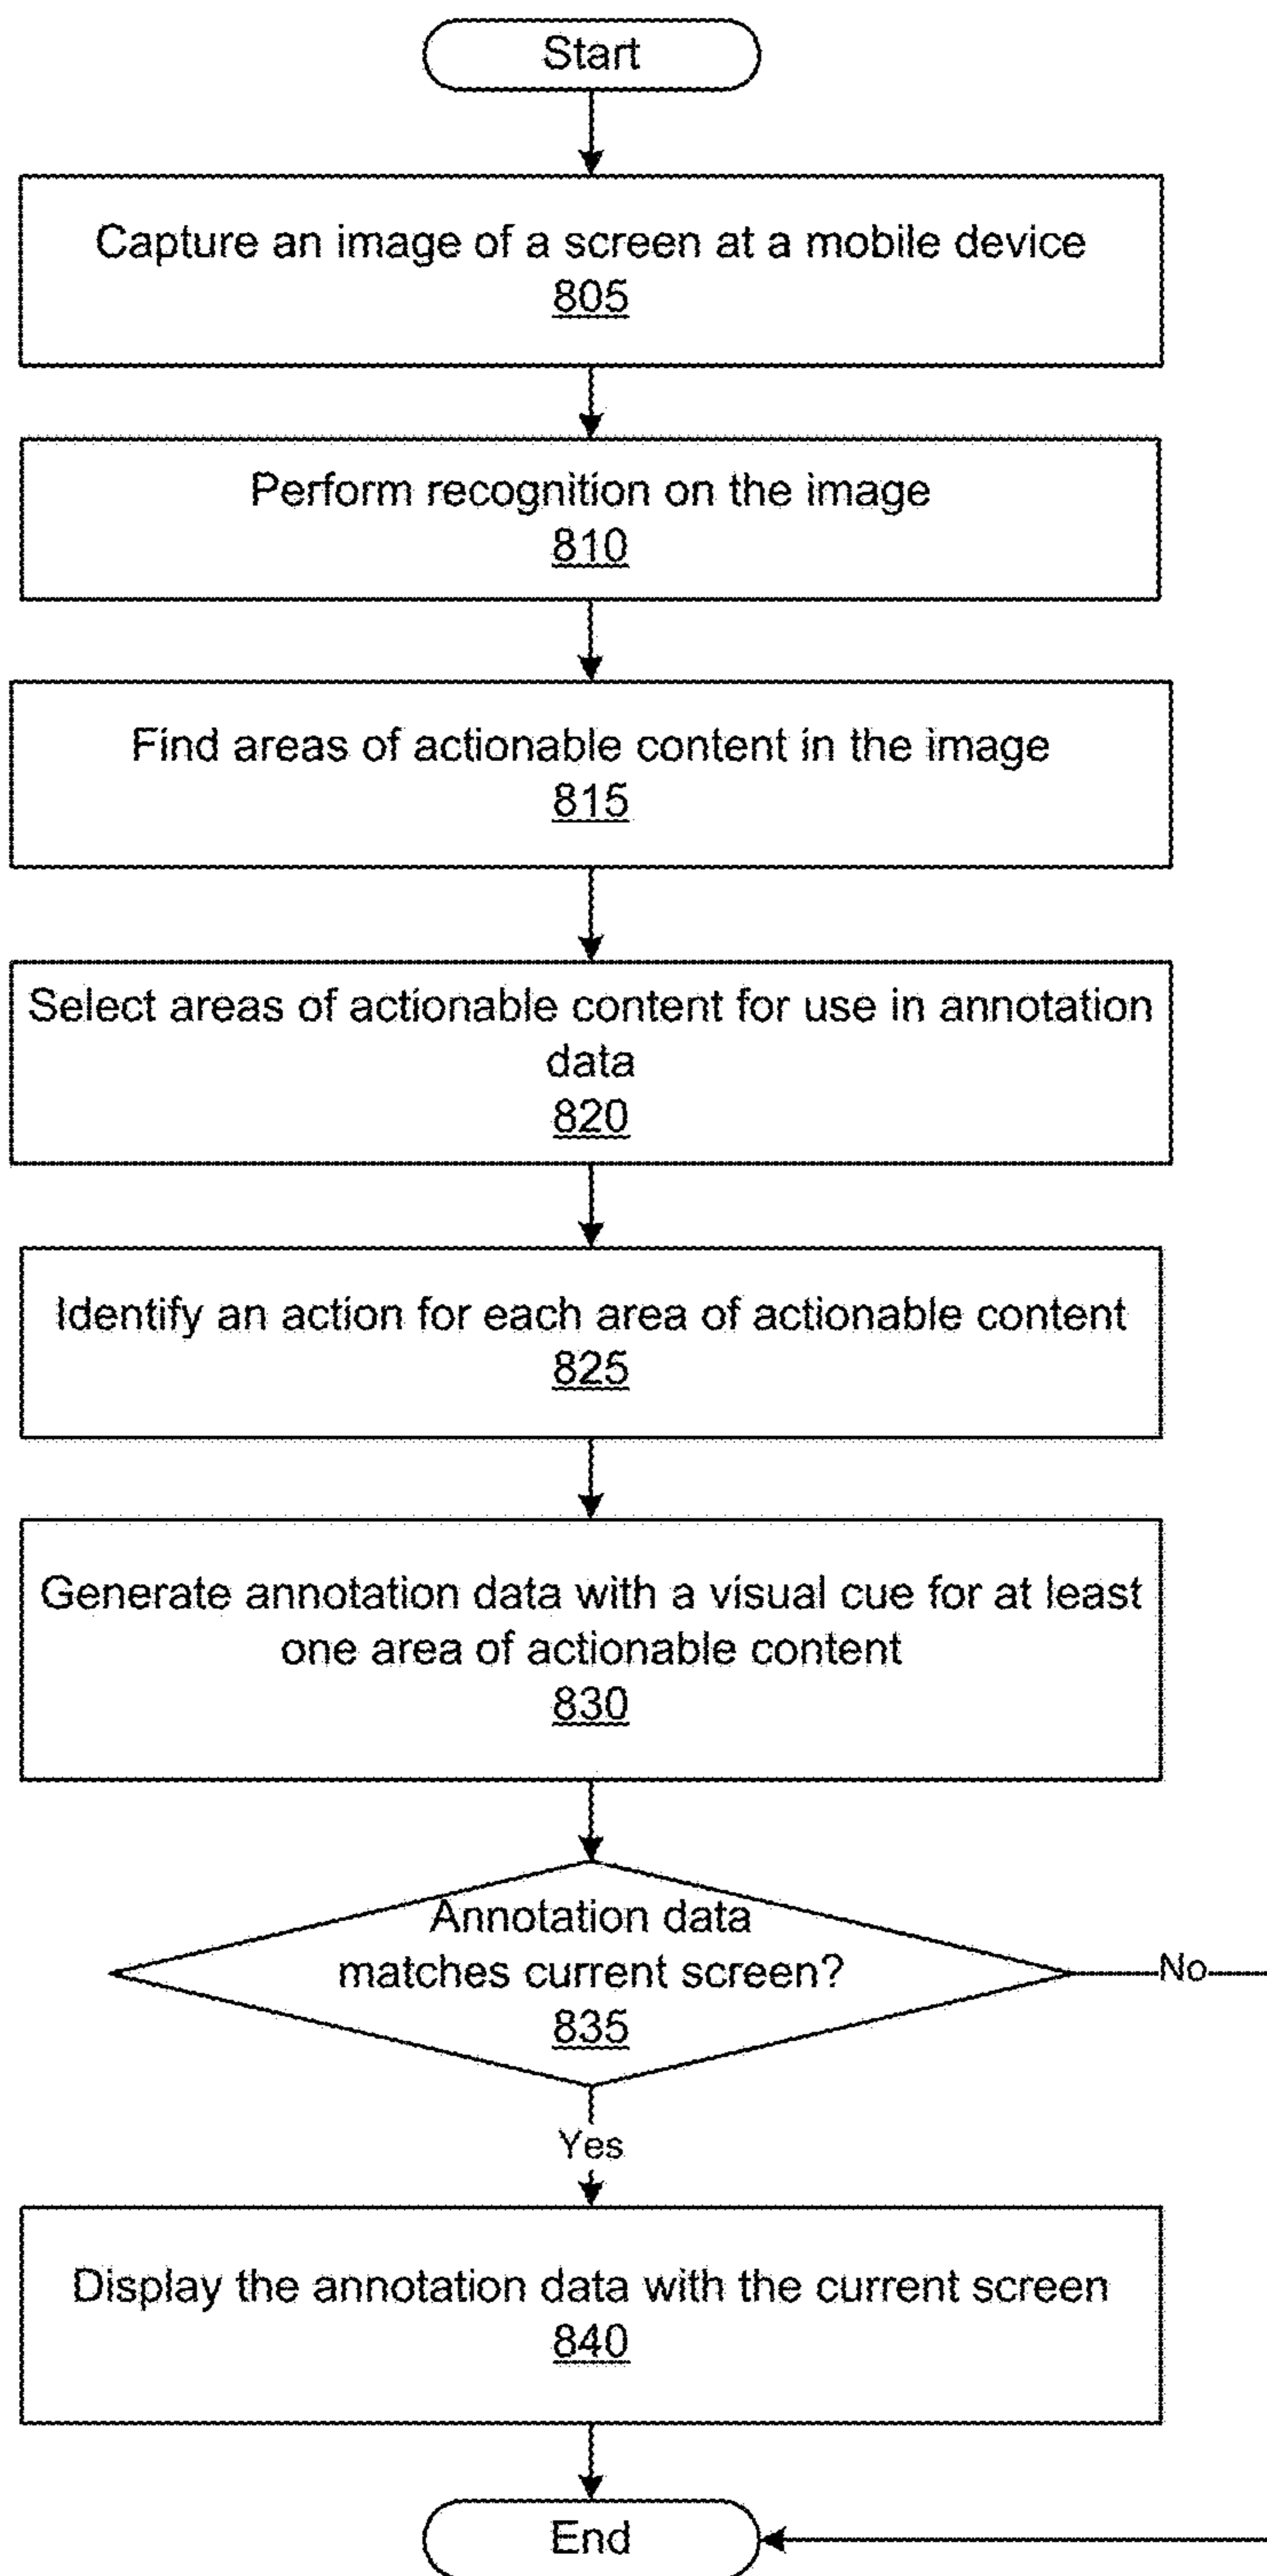 Start
Capture an image of a screen at a mobile device
805
Perform recognition on the image
810
Find areas of actionable content in the image
815
Select areas of actionable content for use in annotation
data
820
Identify an action for each area of actionable content
825
Generate annotation data with a visual cue for at least
one area of actionable content
830
Annotation data
matches current screen?
835
No
Yes
Display the annotation data with the current screen
840
End